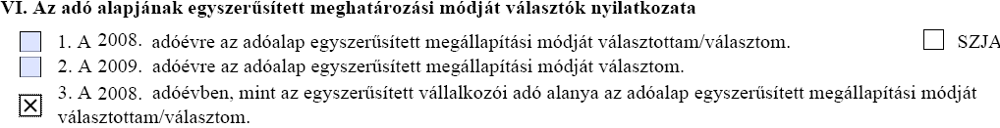 VI. Az adó alapjának egyszerűsített meghatározási módját választók nyilatkozata
1. A 2008. adóévre az adóalap egyszerűsített megállapítási módját választottam/választom. SZJA
2. A 2009. adóévre az adóalap egyszerűsített megállapítási módját választom.
3. A 2008. adóévben, mint az egyszerűsített vállalkozói adó alanya az adóalap egyszerűsített megállapítási módját
választottam/választom.